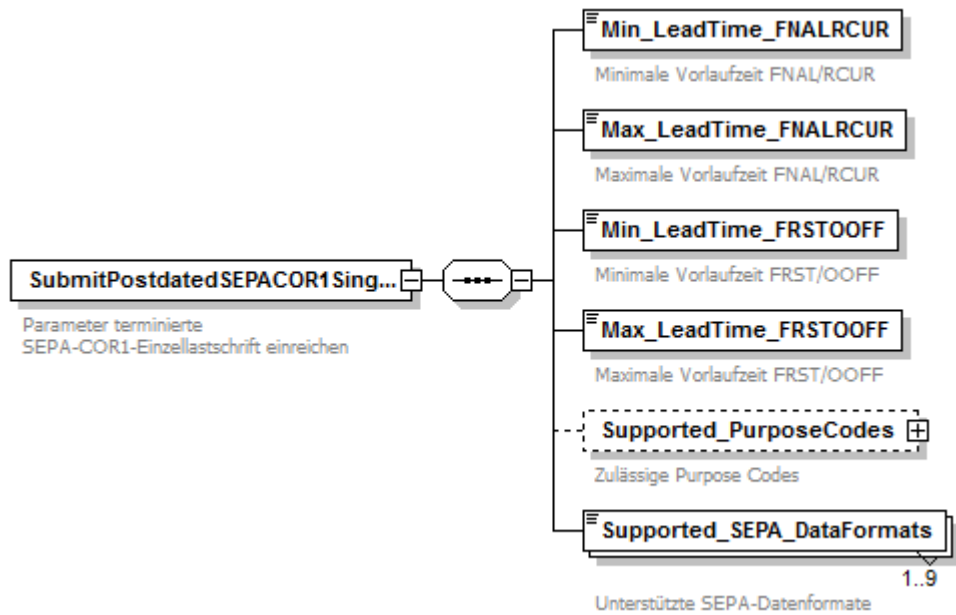 Min_LeadTime_FNALRCUR
Minimale Vorlaufzeit FNAL/RCUR
Max_LeadTime_FNALRCUR
Maximale Vorlaufzeit FNAL/RCUR
Min_LeadTime_FRSTOOFF
Minimale Vorlaufzeit FRST/OOFF
SubmitPostdatedSEPACOR1Sing...
Parameter terminierte
SEPA-COR1-Einzellastschrift einreichen
Max_LeadTime_FRSTOOFF
Maximale Vorlaufzeit FRST/OOFF
Supported_PurposeCodes
Zulässige Purpose Codes
Supported_SEPA_DataFormats
1..9
Unterstützte SEPA-Datenformate